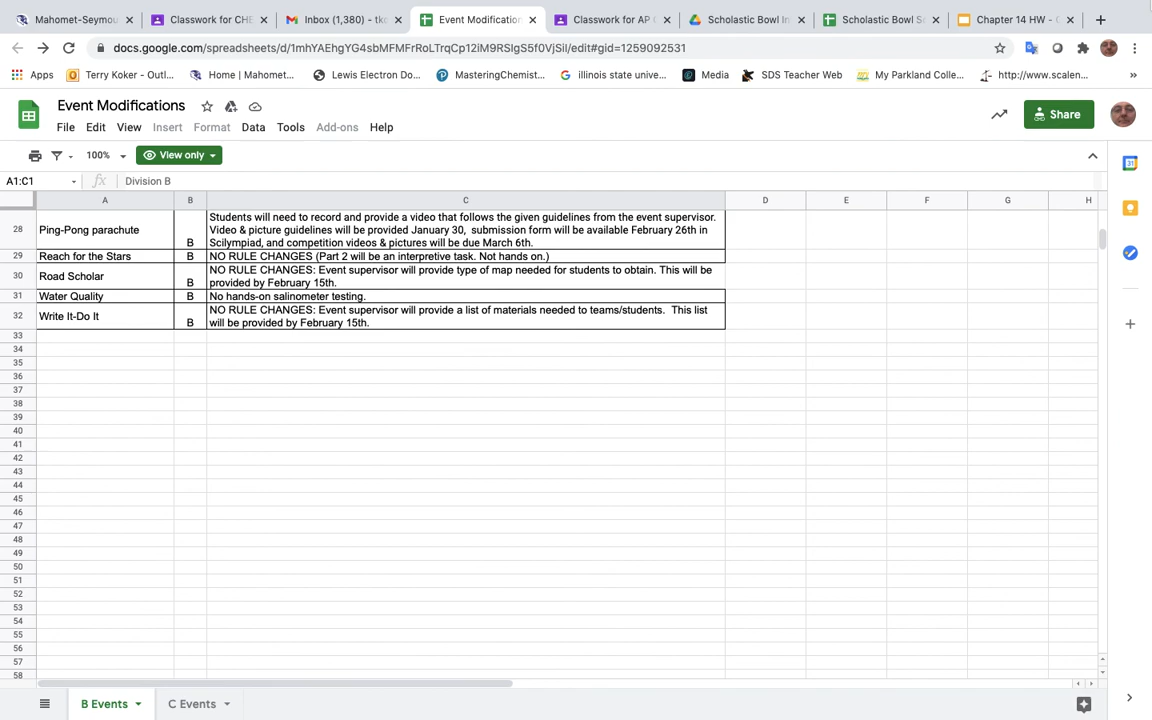 Mahomet-Seymou
Classwork for CHE
Inbox (1,380) - tko
Event Modification
Classwork for AP
Scholastic Bowl In
Scholastic Bowl S
Chapter 14 HW -
docs.google.com/spreadsheets/d/1mhYAEhgYG4sbMFMFrRoLTrqCp12iM9RSlgS5f0VjSiI/edit#gid=1259092531
Apps
Terry Koker - Outl...
Home | Mahomet...
Lewis Electron Do...
MasteringChemist...
illinois state unive...
Media
SDS Teacher Web
My Parkland Colle...
http://www.scalen...
Event Modifications
File Edit View Insert Format Data Tools Add-ons Help
Share
100%
View only
A1:C1
fx
Division B
A B C D E F G H
28 Ping-Pong parachute B Students will need to record and provide a video that follows the given guidelines from the event supervisor.
Video & picture guidelines will be provided January 30, submission form will be available February 26th in
Scilympiad, and competition videos & pictures will be due March 6th.
29 Reach for the Stars B NO RULE CHANGES (Part 2 will be an interpretive task. Not hands on.)
30 Road Scholar B NO RULE CHANGES: Event supervisor will provide type of map needed for students to obtain. This will be
provided by February 15th.
31 Water Quality B No hands-on salinometer testing.
32 Write It-Do It B NO RULE CHANGES: Event supervisor will provide a list of materials needed to teams/students. This list
will be provided by February 15th.
33
34
35
36
37
38
39
40
41
42
43
44
45
46
47
48
49
50
51
52
53
54
55
56
57
58
B Events
C Events